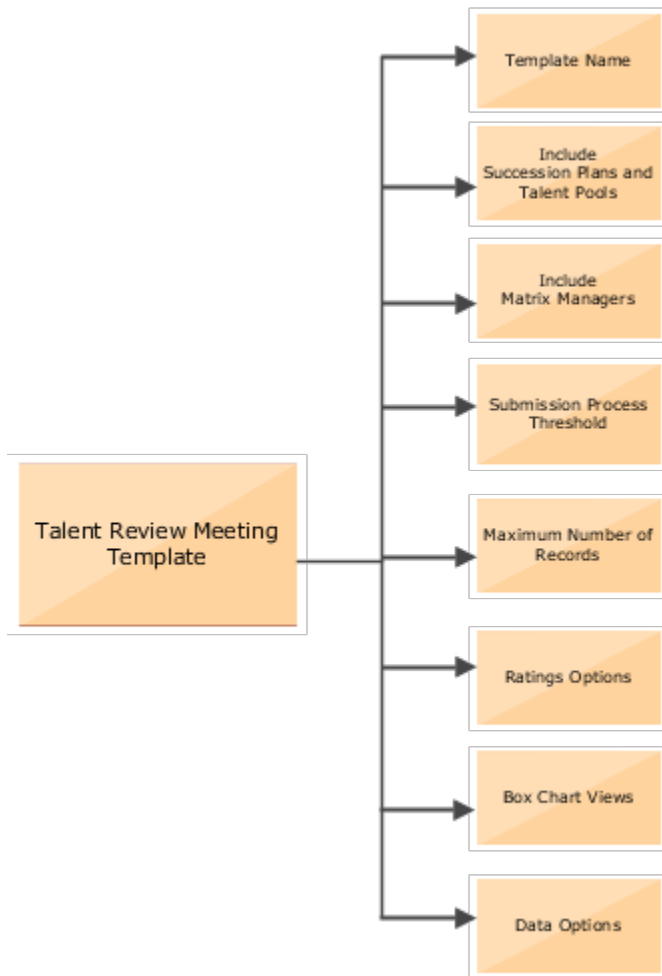 Template Name
Include
Succession Plans and
Talent Pools
Include
Matrix Managers
Submission Process
Threshold
Talent Review Meeting
Template
Maximum Number of
Records
Ratings Options
Box Chart Views
Data Options